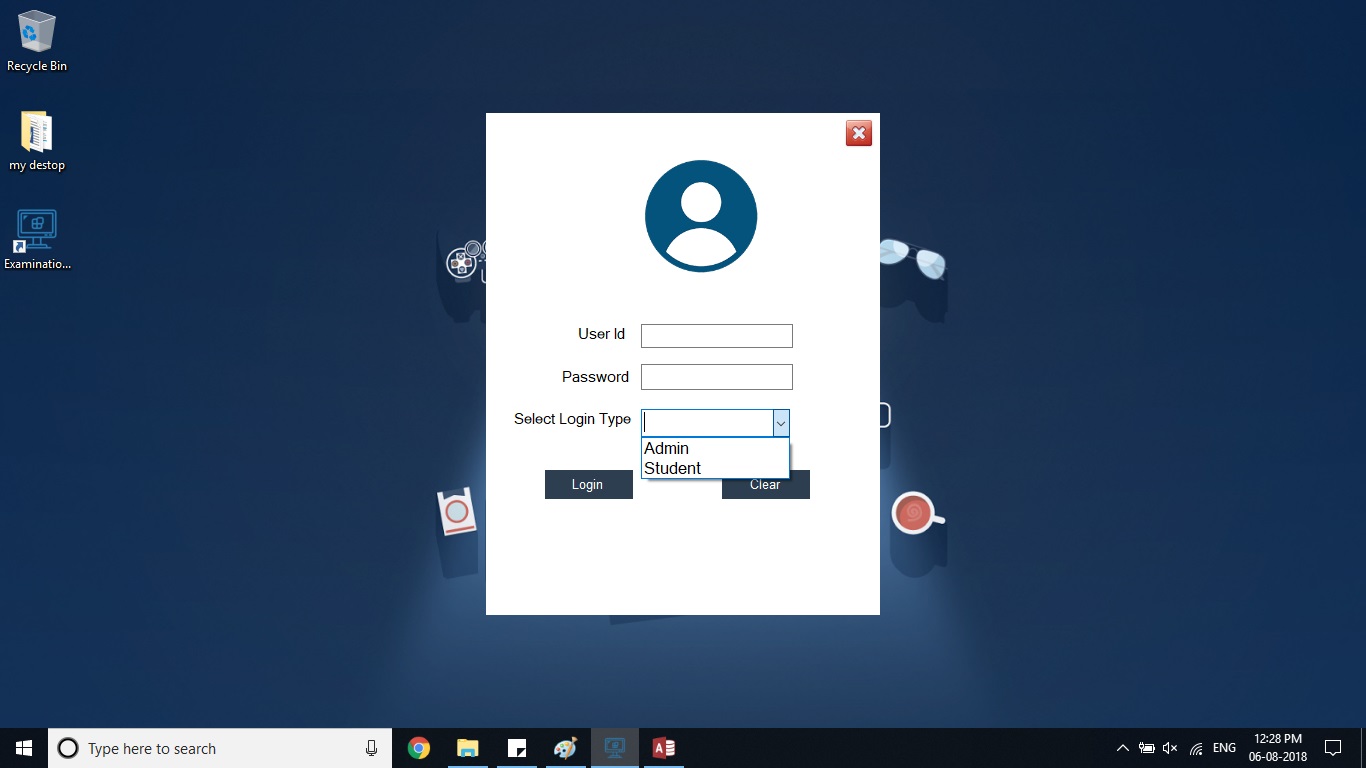 Recycle Bin
my destop
Examinatio...
User Id
Password
Select Login Type
Admin
Student
Login
Clear
Type here to search
ENG
12:28 PM
06-08-2018